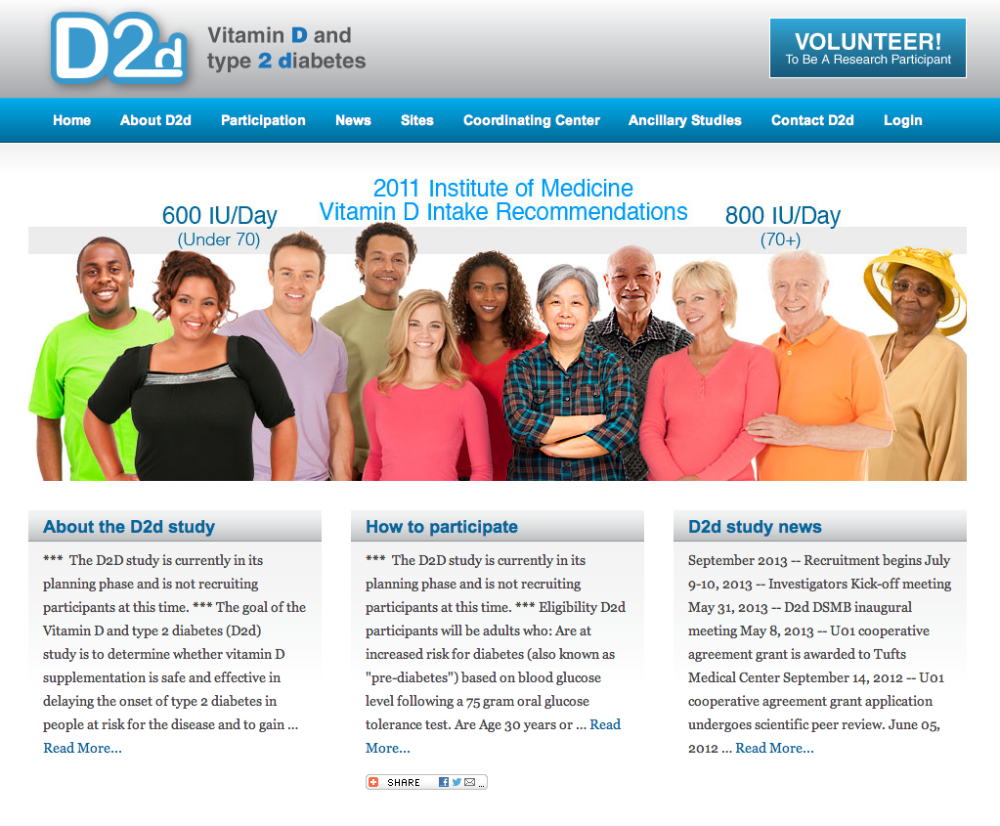 D2d
Vitamin D and
type 2 diabetes
VOLUNTEER!
To Be A Research Participant
Home About D2d Participation News Sites Coordinating Center Ancillary Studies Contact D2d Login
2011 Institute of Medicine
Vitamin D Intake Recommendations
600 IU/Day
(Under 70)
800 IU/Day
(70+)
About the D2d study
*** The D2D study is currently in its
planning phase and is not recruiting
participants at this time. *** The goal of the
Vitamin D and type 2 diabetes (D2d)
study is to determine whether vitamin D
supplementation is safe and effective in
delaying the onset of type 2 diabetes in
people at risk for the disease and to gain ...
Read More...
How to participate
*** The D2D study is currently in its
planning phase and is not recruiting
participants at this time. *** Eligibility D2d
participants will be adults who: Are at
increased risk for diabetes (also known as
"pre-diabetes") based on blood glucose
level following a 75 gram oral glucose
tolerance test. Are Age 30 years or ... Read
More...
SHARE ...
D2d study news
September 2013 -- Recruitment begins July
9-10, 2013 -- Investigators Kick-off meeting
May 31, 2013 -- D2d DSMB inaugural
meeting May 8, 2013 -- U01 cooperative
agreement grant is awarded to Tufts
Medical Center September 14, 2012 -- U01
cooperative agreement grant application
undergoes scientific peer review. June 05,
2012 ... Read More...